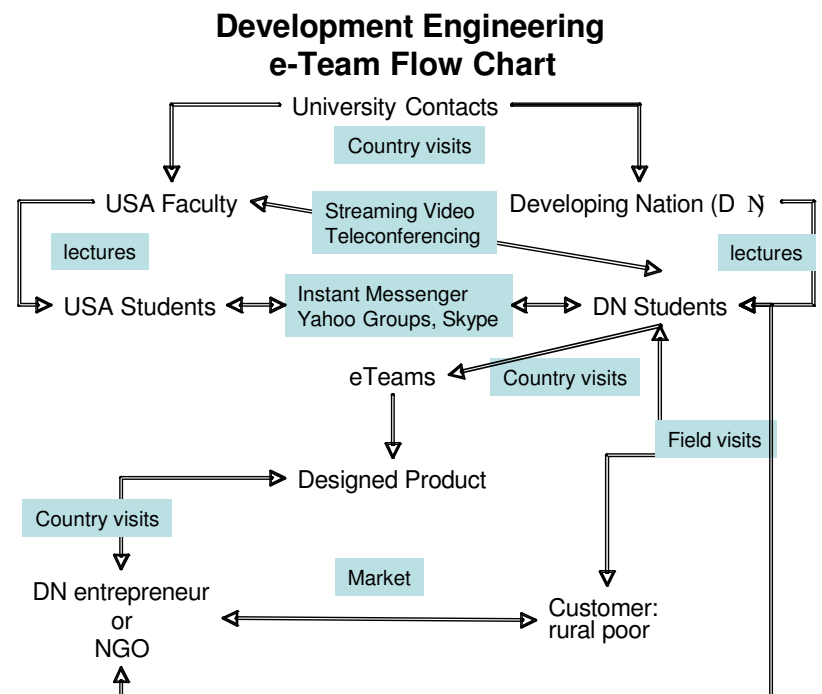 Development Engineering
e-Team Flow Chart
University Contacts
Country visits
USA Faculty
Streaming Video
Teleconferencing
Developing Nation (D N)
lectures
lectures
USA Students
Instant Messenger
Yahoo Groups, Skype
DN Students
eTeams
Country visits
Field visits
Designed Product
Country visits
Market
DN entrepreneur
or
NGO
Customer:
rural poor